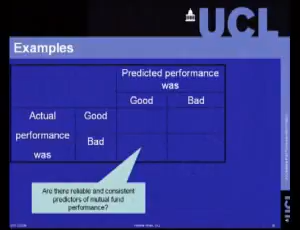 UCL
Examples
Predicted performance
was
Good Bad
Actual Good
performance Bad
was
Are there reliable and consistent
predictors of mutual fund
performance?
UCL